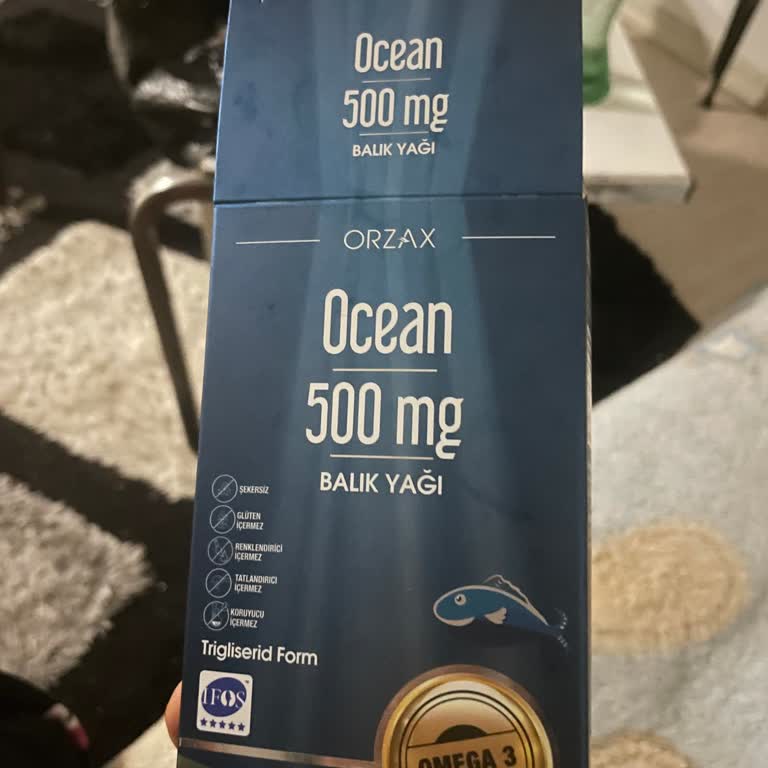 Ocean
500 mg
BALIK YAĞI
ORZAX
Ocean
500 mg
BALIK YAĞI
ŞEKERSİZ
GLÜTEN
İÇERMEZ
RENKLENDİRİCİ
İÇERMEZ
TATLANDIRICI
İÇERMEZ
KORUYUCU
İÇERMEZ
Trigliserid Form
IFOS
OMEGA 3